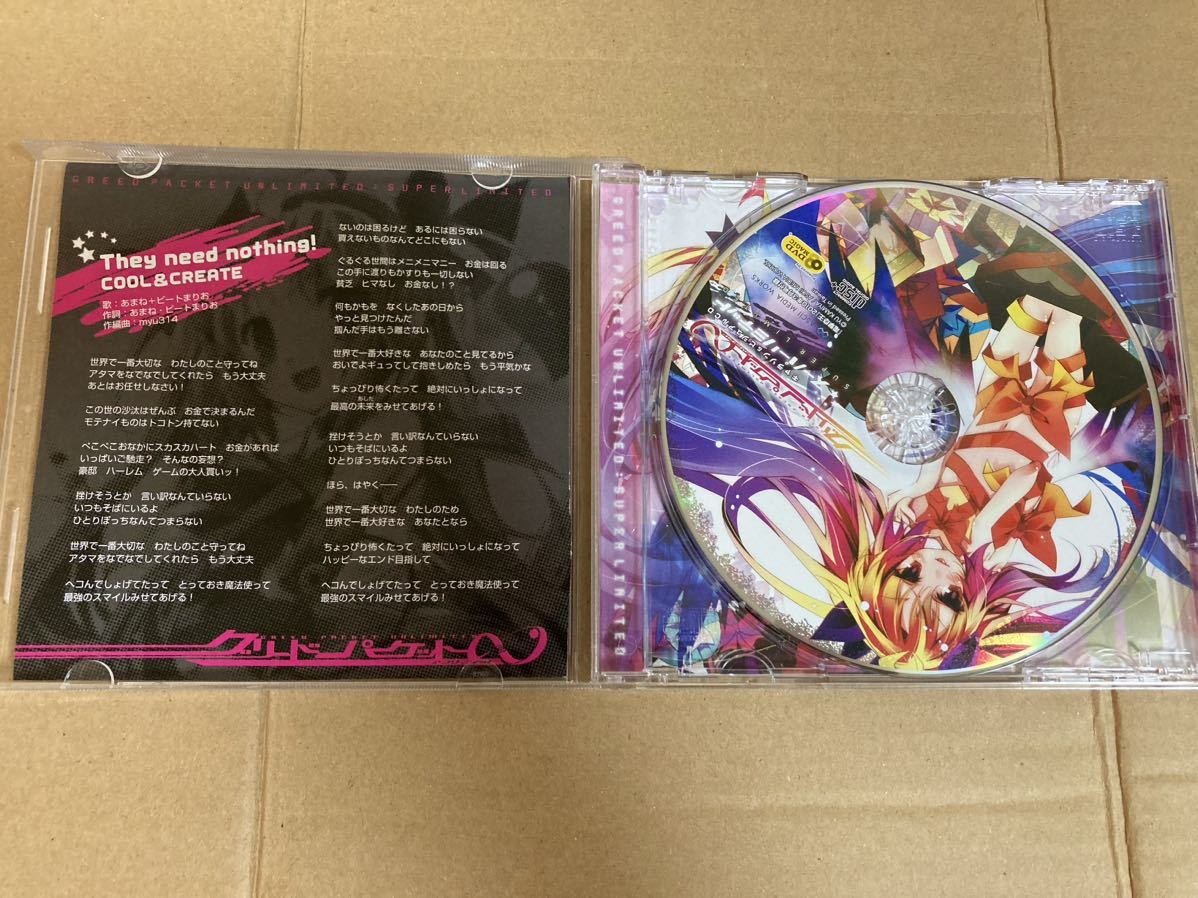 GREED PACKET UNLIMITED : SUPER LIMITED
They need nothing!
COOL&CREATE
歌：あまね＋ビートまりお
作詞：あまね・ビートまりお
作編曲：myu314
世界で一番大切な　わたしのこと守ってね
アタマをなでなでしてくれたら　もう大丈夫
あとはお任せしなさい！
この世の沙汰はぜんぶ　お金で決まるんだ
モテナイものはトコトン持てない
ぺこぺこおなかにスカスカハート　お金があれば
いっぱいご馳走？　そんなの妄想？
豪邸　ハーレム　ゲームの大人買いッ！
挫けそうとか　言い訳なんていらない
いつもそばにいるよ
ひとりぼっちなんてつまらない
世界で一番大切な　わたしのこと守ってね
アタマをなでなでしてくれたら　もう大丈夫
ヘコんでしょげてたって　とっておき魔法使って
最強のスマイルみせてあげる！
ないのは困るけど　あるには困らない
買えないものなんてどこにもない
ぐるぐる世間はメニメニマニー　お金は回る
この手に渡りもかすりも一切しない
貧乏　ヒマなし　お金なし！？
何もかもを　なくしたあの日から
やっと見つけたんだ
掴んだ手はもう離さない
世界で一番大好きな　あなたのこと見てるから
おいでよギュってして抱きしめたら　もう平気かな
ちょっぴり怖くたって　絶対にいっしょになって
最高の未来をみせてあげる！
挫けそうとか　言い訳なんていらない
いつもそばにいるよ
ひとりぼっちなんてつまらない
ほら、はやく――
世界で一番大切な　わたしのため
世界で一番大好きな　あなたとなら
ちょっぴり怖くたって　絶対にいっしょになって
ハッピーなエンド目指して
ヘコんでしょげてたって　とっておき魔法使って
最強のスマイルみせてあげる！
GREED PACKET UNLIMITED
グリードパケット∞
GREED PACKET UNLIMITED : SUPER LIMITED
DVD
MAGIC
MEDIA WORKS
グリードパケット∞
GREED PACKET UNLIMITED : SUPER LIMITED